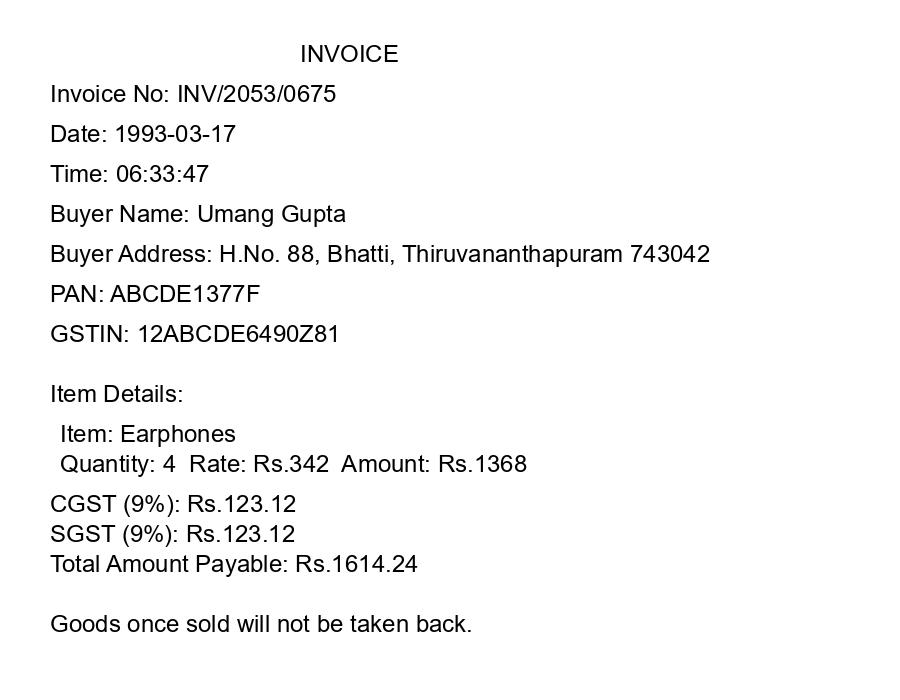 INVOICE
Invoice No: INV/2053/0675
Date: 1993-03-17
Time: 06:33:47
Buyer Name: Umang Gupta
Buyer Address: H.No. 88, Bhatti, Thiruvananthapuram 743042
PAN: ABCDE1377F
GSTIN: 12ABCDE6490Z81
Item Details:
Item: Earphones
Quantity: 4  Rate: Rs.342  Amount: Rs.1368
CGST (9%): Rs.123.12
SGST (9%): Rs.123.12
Total Amount Payable: Rs.1614.24
Goods once sold will not be taken back.